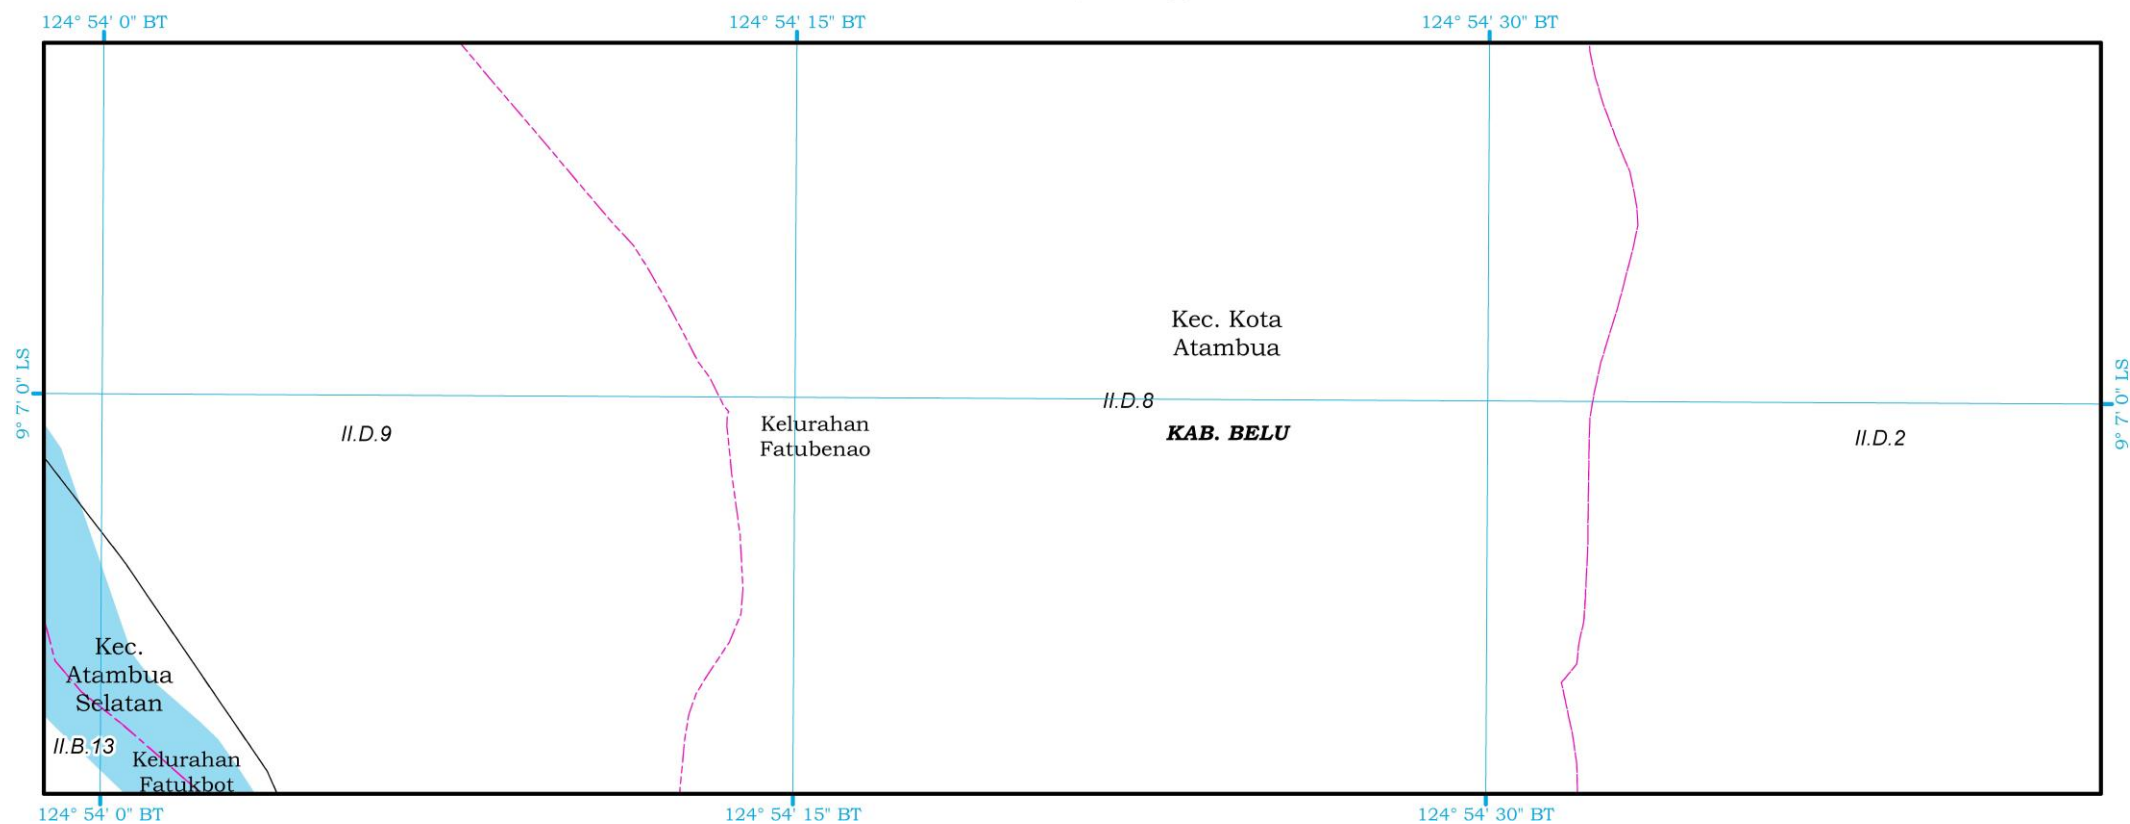 124° 54' 0" BT
124° 54' 15" BT
124° 54' 30" BT
9° 7' 0" LS
9° 7' 0" LS
Kec. Kota
Atambua
II.D.8
KAB. BELU
II.D.9
Kelurahan
Fatubenao
II.D.2
Kec.
Atambua
Selatan
II.B.13
Kelurahan
Fatukbot
124° 54' 0" BT
124° 54' 15" BT
124° 54' 30" BT